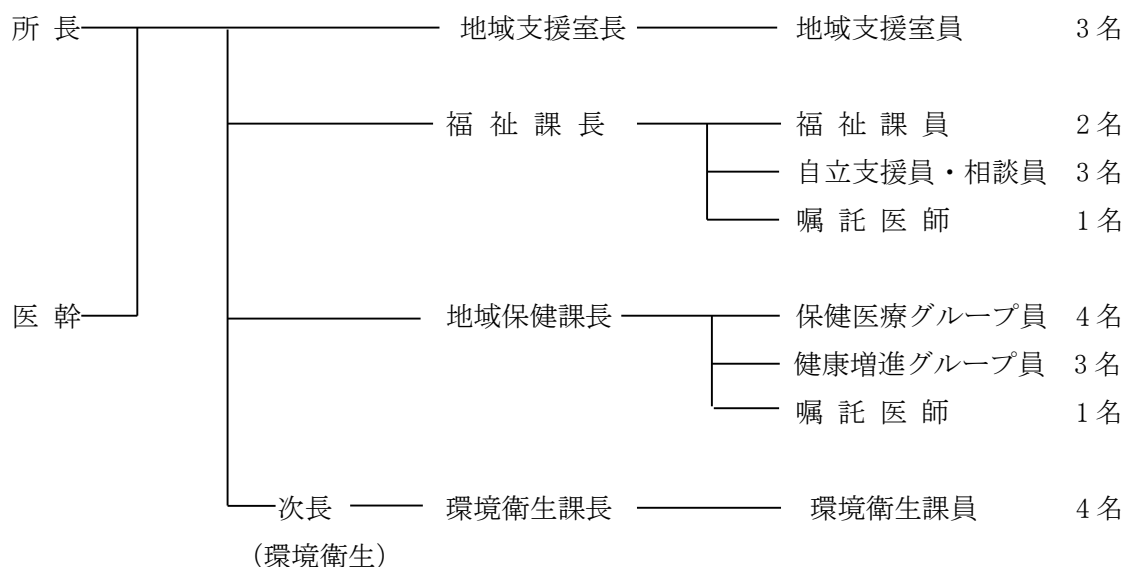 所 長 地域支援室長 地域支援室員 3 名
福 祉 課 長 福 祉 課 員 2 名
自立支援員・相談員 3 名
嘱 託 医 師 1 名
医 幹 地域保健課長 保健医療グループ員 4 名
健康増進グループ員 3 名
嘱 託 医 師 1 名
次長 環境衛生課長 環境衛生課員 4 名
（環境衛生）